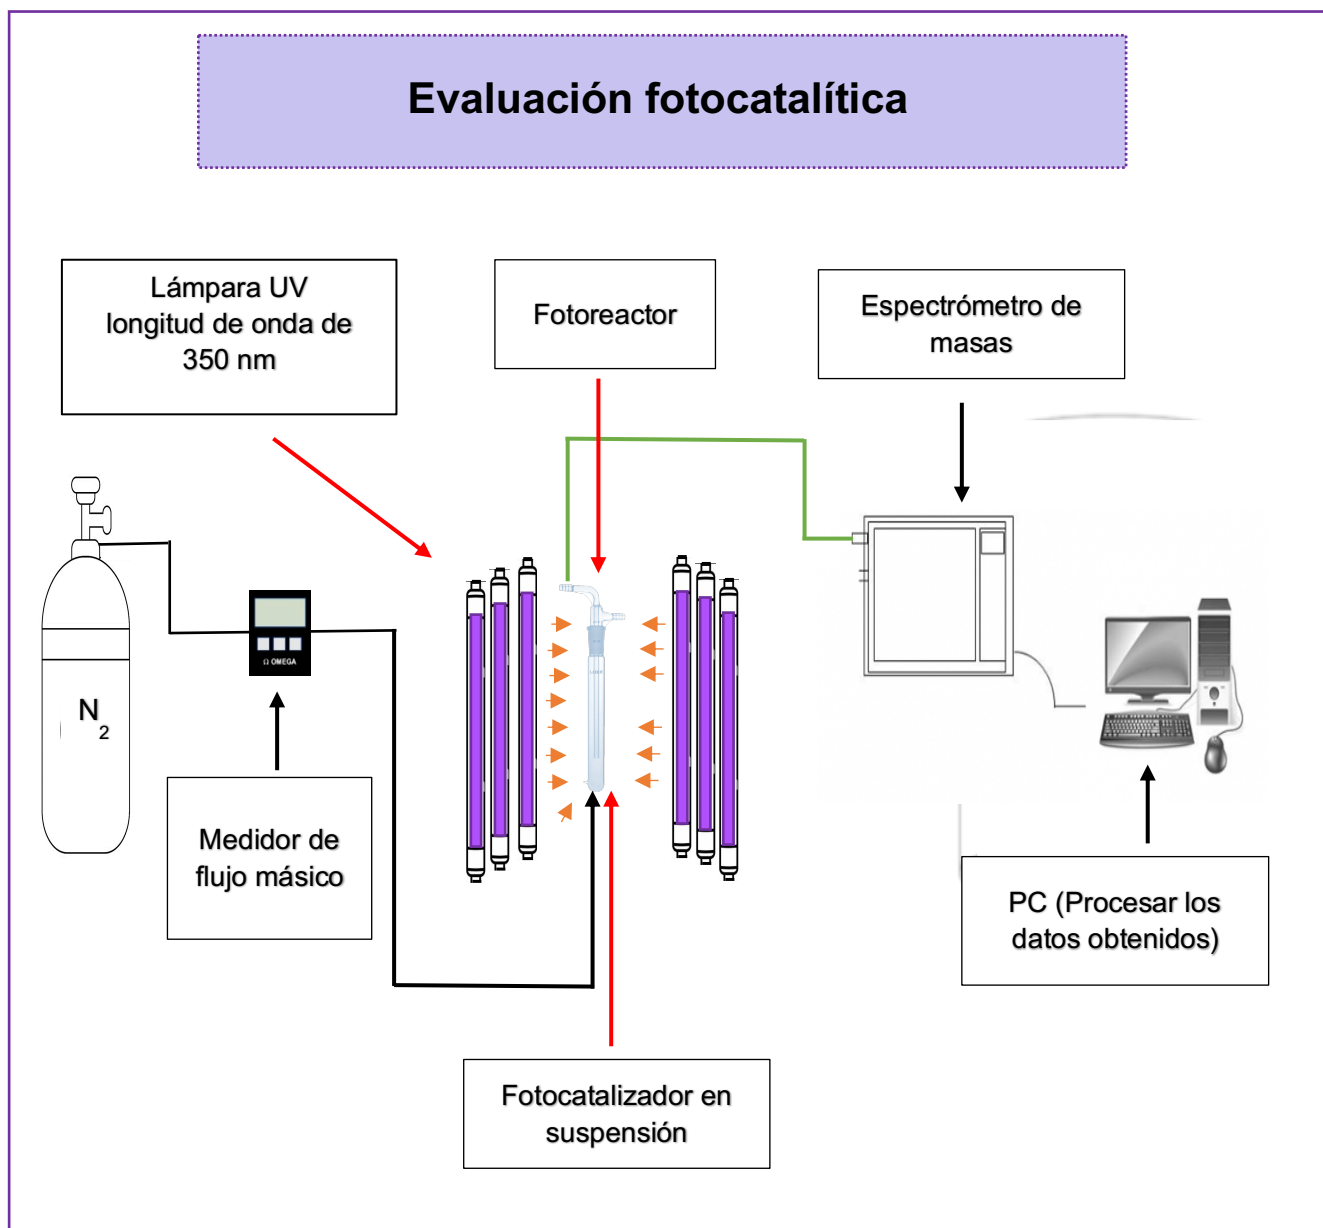 Evaluación fotocatalítica
Lámpara UV
longitud de onda de
350 nm
Fotoreactor
Espectrómetro de
masas
Ω OMEGA
N2
Medidor de
flujo másico
PC (Procesar los
datos obtenidos)
Fotocatalizador en
suspensión